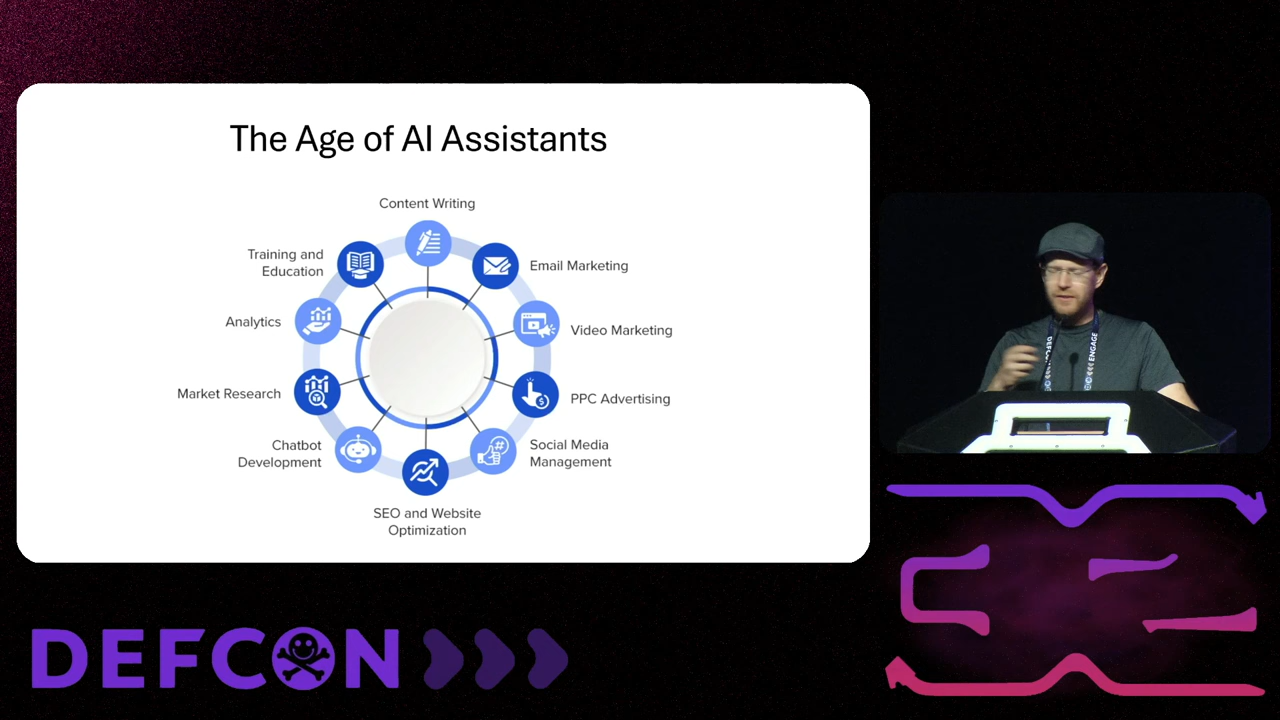 The Age of AI Assistants
Content Writing
Training and
Education
Email Marketing
Analytics
Video Marketing
Market Research
PPC Advertising
Chatbot
Development
Social Media
Management
SEO and Website
Optimization
DEFCON
ENGAGE
DEFCON